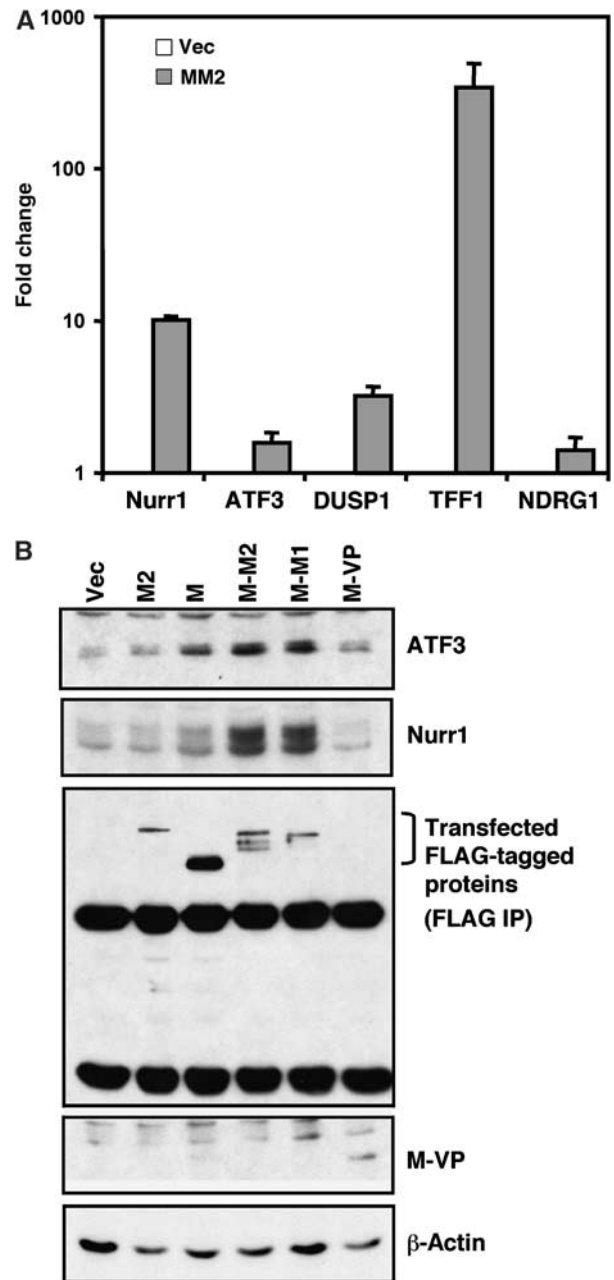 A
1000
100
10
1
Fold change
Vec
MM2
Nurr1 ATF3 DUSP1 TFF1 NDRG1
B
Vec M2 M M-M2 M-M1 M-VP
ATF3
Nurr1
Transfected
FLAG-tagged
proteins
(FLAG IP)
M-VP
β-Actin